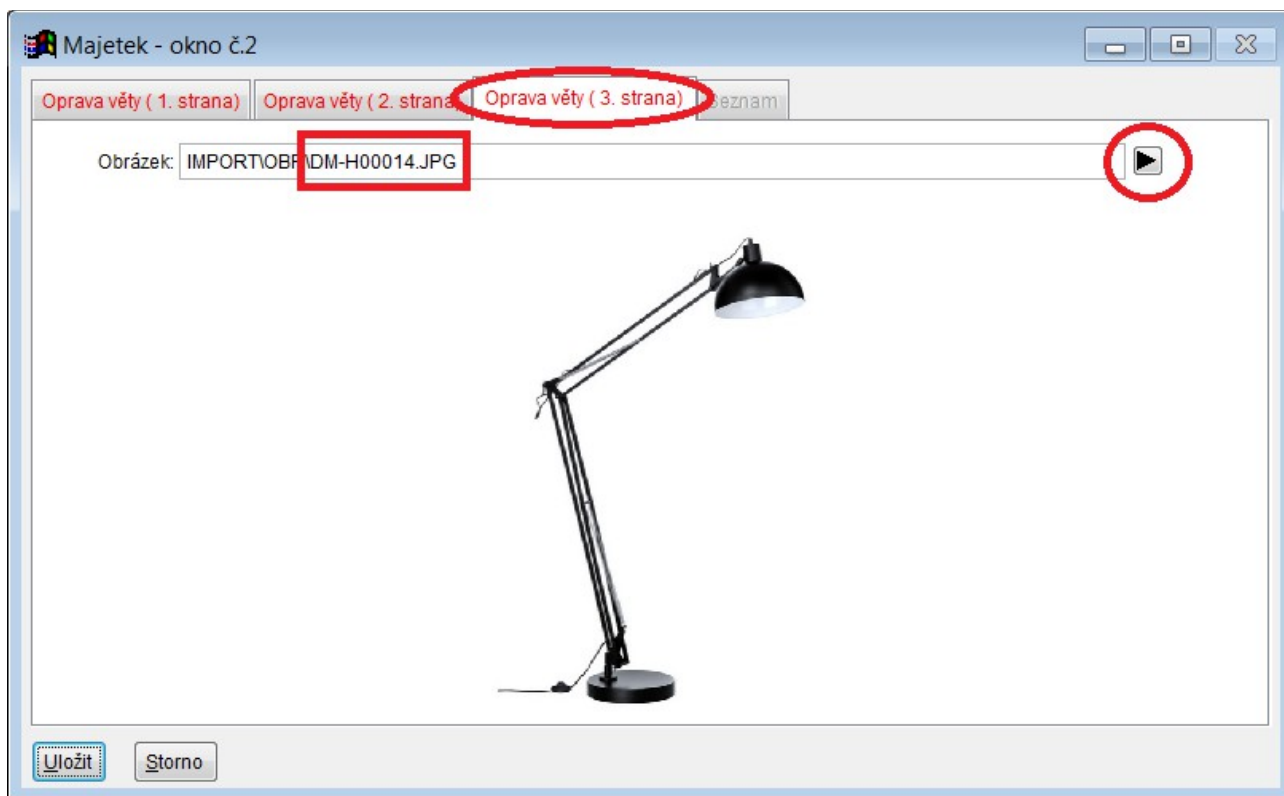 Majetek - okno č.2
Oprava věty ( 1. strana) Oprava věty ( 2. strana) Oprava věty ( 3. strana) Seznam
Obrázek: IMPORT\OBR\DM-H00014.JPG
Uložit Storno